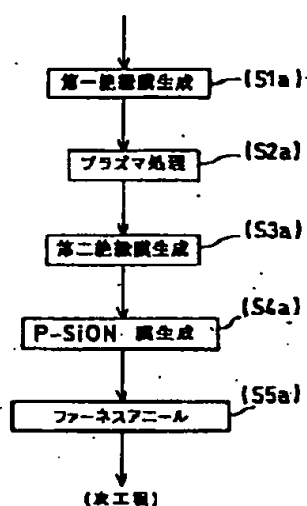 第一絶縁膜生成 (S1a)
プラズマ処理 (S2a)
第二絶縁膜生成 (S3a)
P-SiON 膜生成 (S4a)
ファーネスアニール (S5a)
(次工程)